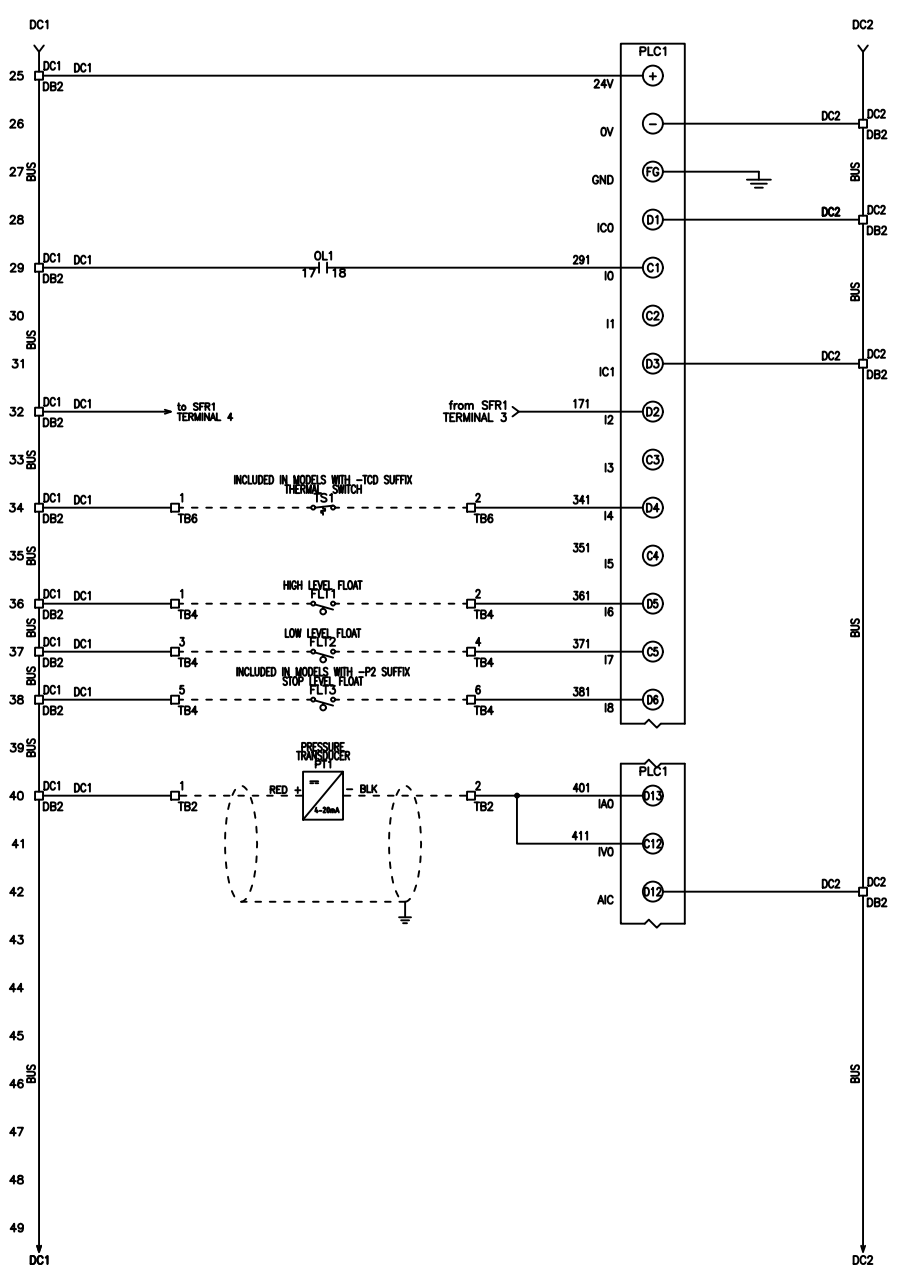 DC1 DC2
PLC1
25 DC1 DC1 DB2 24V +
26 0V − DC2 DC2 DB2
27 BUS GND FG BUS
28 IC0 D1 DC2 DC2 DB2
29 DC1 DC1 DB2 OL1 17 18 291 I0 C1
BUS
30 I1 C2
BUS
31 IC1 D3 DC2 DC2 DB2
32 DC1 DC1 DB2 to SFR1 TERMINAL 4 from SFR1 TERMINAL 3 171 I2 D2
33 BUS I3 C3
INCLUDED IN MODELS WITH -TCD SUFFIX
THERMAL SWITCH
TS1
34 DC1 DC1 DB2 1 TB6 2 TB6 341 I4 D4
35 BUS 351 I5 C4
HIGH LEVEL FLOAT
FLT1
36 DC1 DC1 DB2 1 TB4 2 TB4 361 I6 D5
BUS BUS
LOW LEVEL FLOAT
FLT2
37 DC1 DC1 DB2 3 TB4 4 TB4 371 I7 C5
BUS
INCLUDED IN MODELS WITH -P2 SUFFIX
STOP LEVEL FLOAT
FLT3
38 DC1 DC1 DB2 5 TB4 6 TB4 381 I8 D6
39 BUS
PRESSURE
TRANSDUCER
PT1
PLC1
40 DC1 DC1 DB2 1 TB2 RED + == 4-20mA − BLK 2 TB2 401 IA0 D13
41 411 IV0 C12
42 AIC D12 DC2 DC2 DB2
43
44
45
46 BUS BUS
47
48
49
DC1 DC2